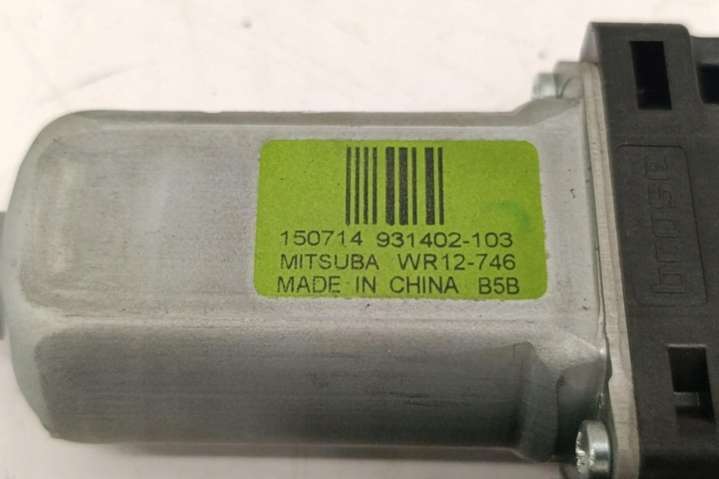 150714 931402-103
MITSUBA WR12-746
MADE IN CHINA B5B
brose